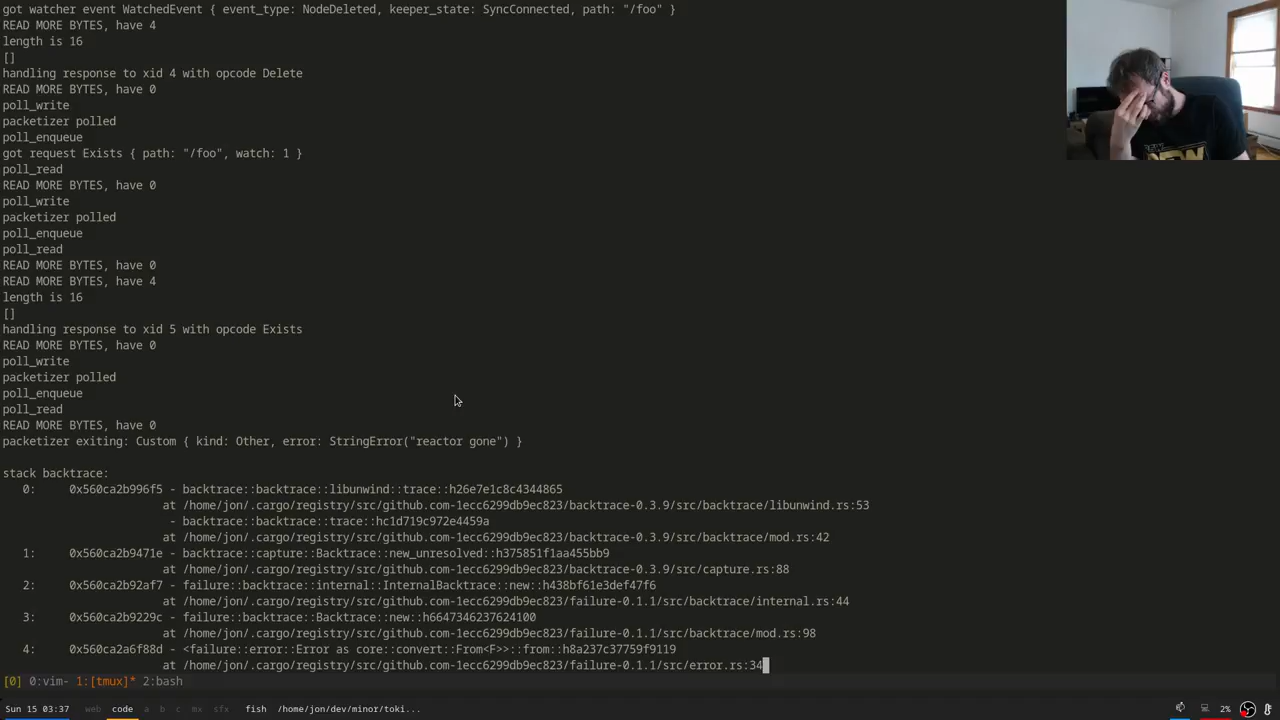 got watcher event WatchedEvent { event_type: NodeDeleted, keeper_state: SyncConnected, path: "/foo" }
READ MORE BYTES, have 4
length is 16
[]
handling response to xid 4 with opcode Delete
READ MORE BYTES, have 0
poll_write
packetizer polled
poll_enqueue
got request Exists { path: "/foo", watch: 1 }
poll_read
READ MORE BYTES, have 0
poll_write
packetizer polled
poll_enqueue
poll_read
READ MORE BYTES, have 0
READ MORE BYTES, have 4
length is 16
[]
handling response to xid 5 with opcode Exists
READ MORE BYTES, have 0
poll_write
packetizer polled
poll_enqueue
poll_read
READ MORE BYTES, have 0
packetizer exiting: Custom { kind: Other, error: StringError("reactor gone") }
stack backtrace:
0: 0x560ca2b996f5 - backtrace::backtrace::libunwind::trace::h26e7e1c8c4344865
at /home/jon/.cargo/registry/src/github.com-1ecc6299db9ec823/backtrace-0.3.9/src/backtrace/libunwind.rs:53
- backtrace::backtrace::trace::hc1d719c972e4459a
at /home/jon/.cargo/registry/src/github.com-1ecc6299db9ec823/backtrace-0.3.9/src/backtrace/mod.rs:42
1: 0x560ca2b9471e - backtrace::capture::Backtrace::new_unresolved::h375851f1aa455bb9
at /home/jon/.cargo/registry/src/github.com-1ecc6299db9ec823/backtrace-0.3.9/src/capture.rs:88
2: 0x560ca2b92af7 - failure::backtrace::internal::InternalBacktrace::new::h438bf61e3def47f6
at /home/jon/.cargo/registry/src/github.com-1ecc6299db9ec823/failure-0.1.1/src/backtrace/internal.rs:44
3: 0x560ca2b9229c - failure::backtrace::Backtrace::new::h6647346237624100
at /home/jon/.cargo/registry/src/github.com-1ecc6299db9ec823/failure-0.1.1/src/backtrace/mod.rs:98
4: 0x560ca2a6f88d - <failure::error::Error as core::convert::From<F>>::from::h8a237c37759f9119
at /home/jon/.cargo/registry/src/github.com-1ecc6299db9ec823/failure-0.1.1/src/error.rs:34
[0] 0:vim- 1:[tmux]* 2:bash
Sun 15 03:37 web code a b c mx sfx fish /home/jon/dev/minor/toki... 2%